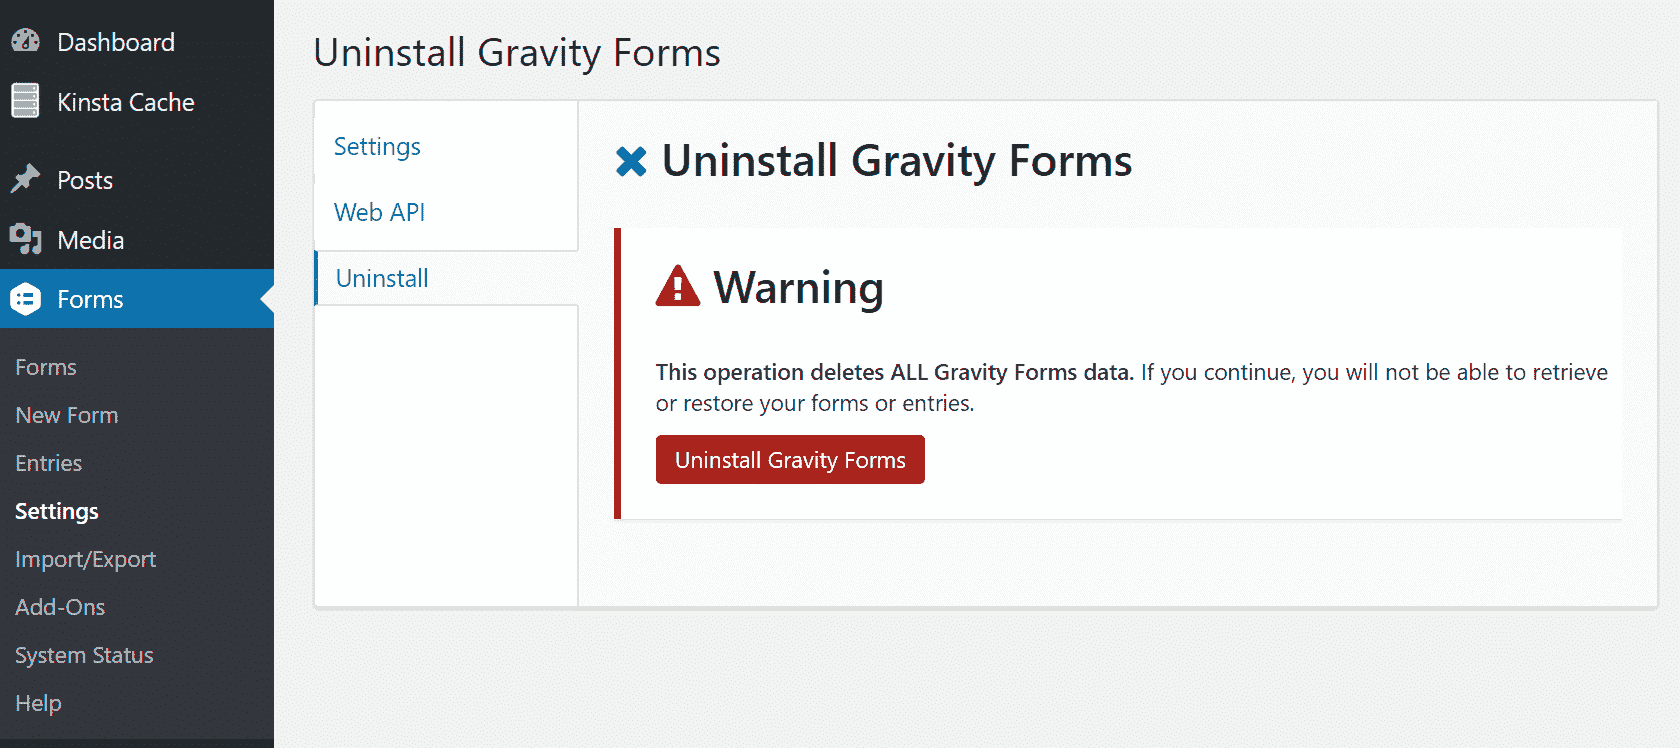 Dashboard
Kinsta Cache
Posts
Media
Forms
Forms
New Form
Entries
Settings
Import/Export
Add-Ons
System Status
Help
Uninstall Gravity Forms
Settings
Web API
Uninstall
Uninstall Gravity Forms
Warning
This operation deletes ALL Gravity Forms data. If you continue, you will not be able to retrieve
or restore your forms or entries.
Uninstall Gravity Forms